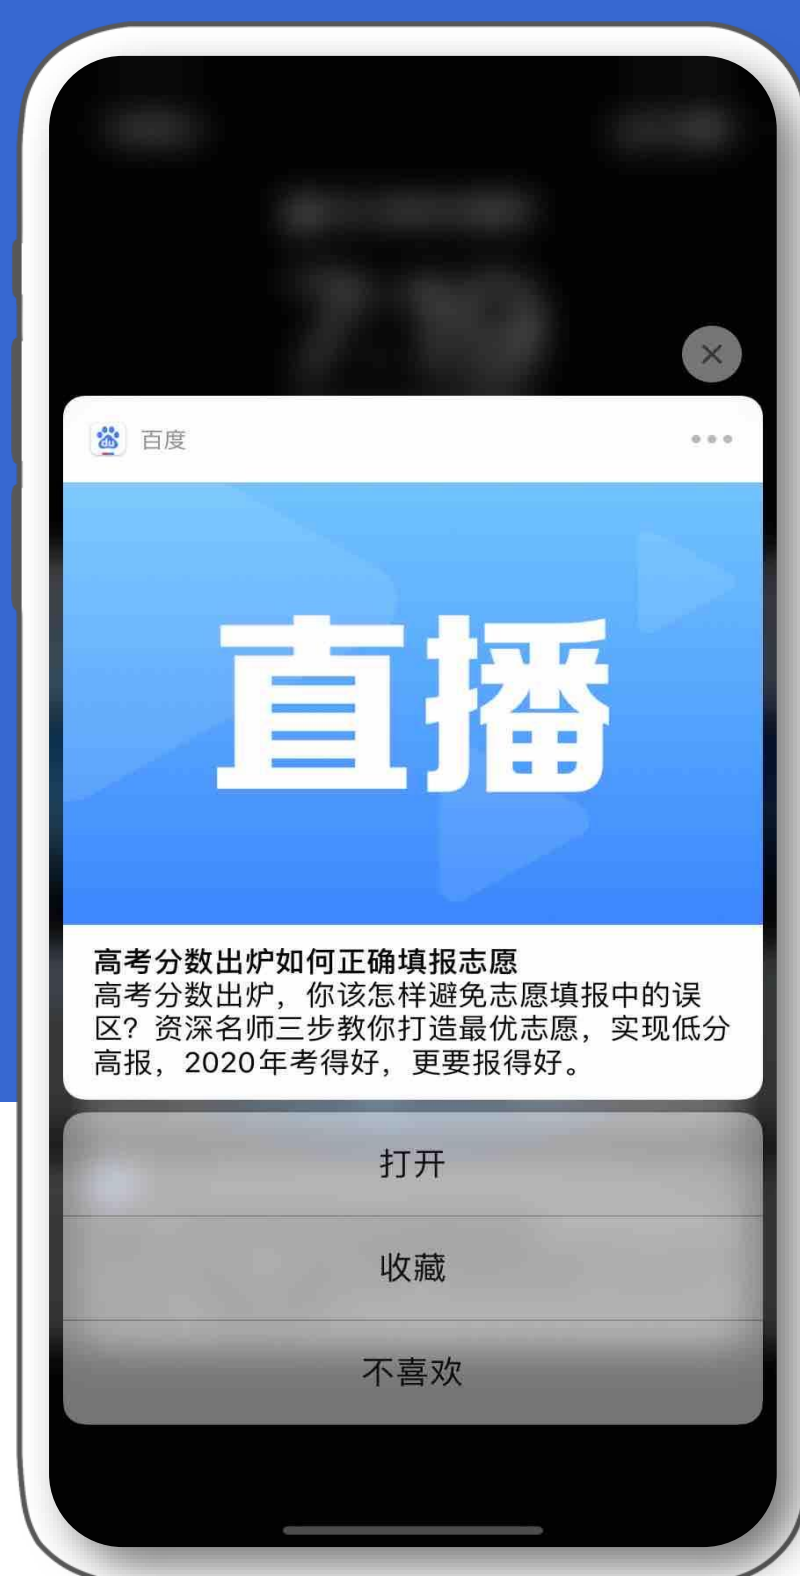 du 百度
直播
高考分数出炉如何正确填报志愿
高考分数出炉，你该怎样避免志愿填报中的误
区？资深名师三步教你打造最优志愿，实现低分
高报，2020年考得好，更要报得好。
打开
收藏
不喜欢